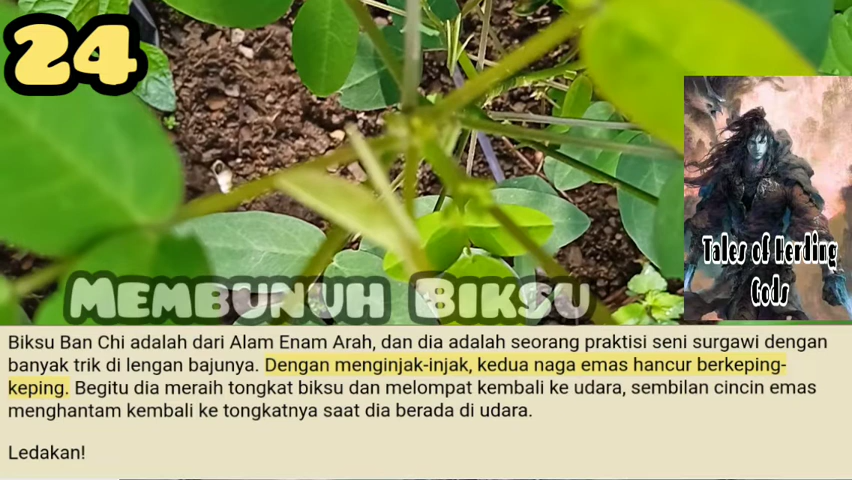 24
Tales of Herding
Gods
MEMBUNUH BIKSU
Biksu Ban Chi adalah dari Alam Enam Arah, dan dia adalah seorang praktisi seni surgawi dengan
banyak trik di lengan bajunya. Dengan menginjak-injak, kedua naga emas hancur berkeping-
keping. Begitu dia meraih tongkat biksu dan melompat kembali ke udara, sembilan cincin emas
menghantam kembali ke tongkatnya saat dia berada di udara.
Ledakan!